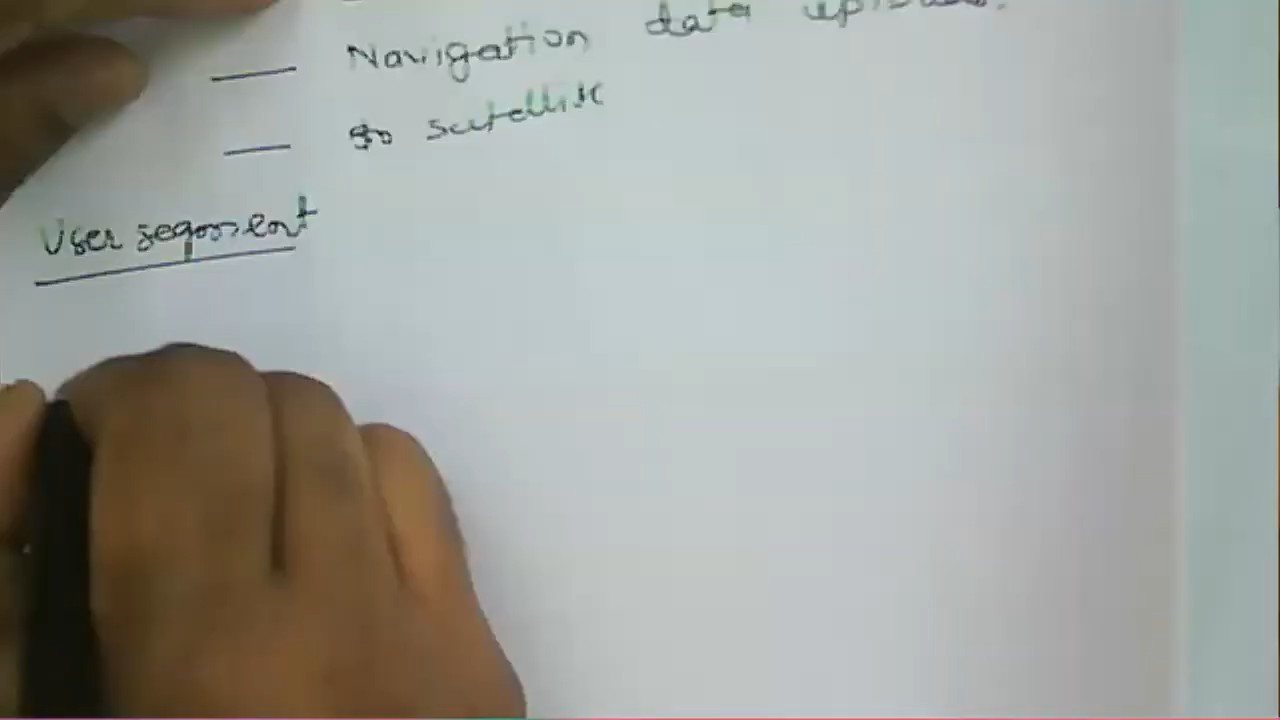 — Navigation data
— to satellite
User segment